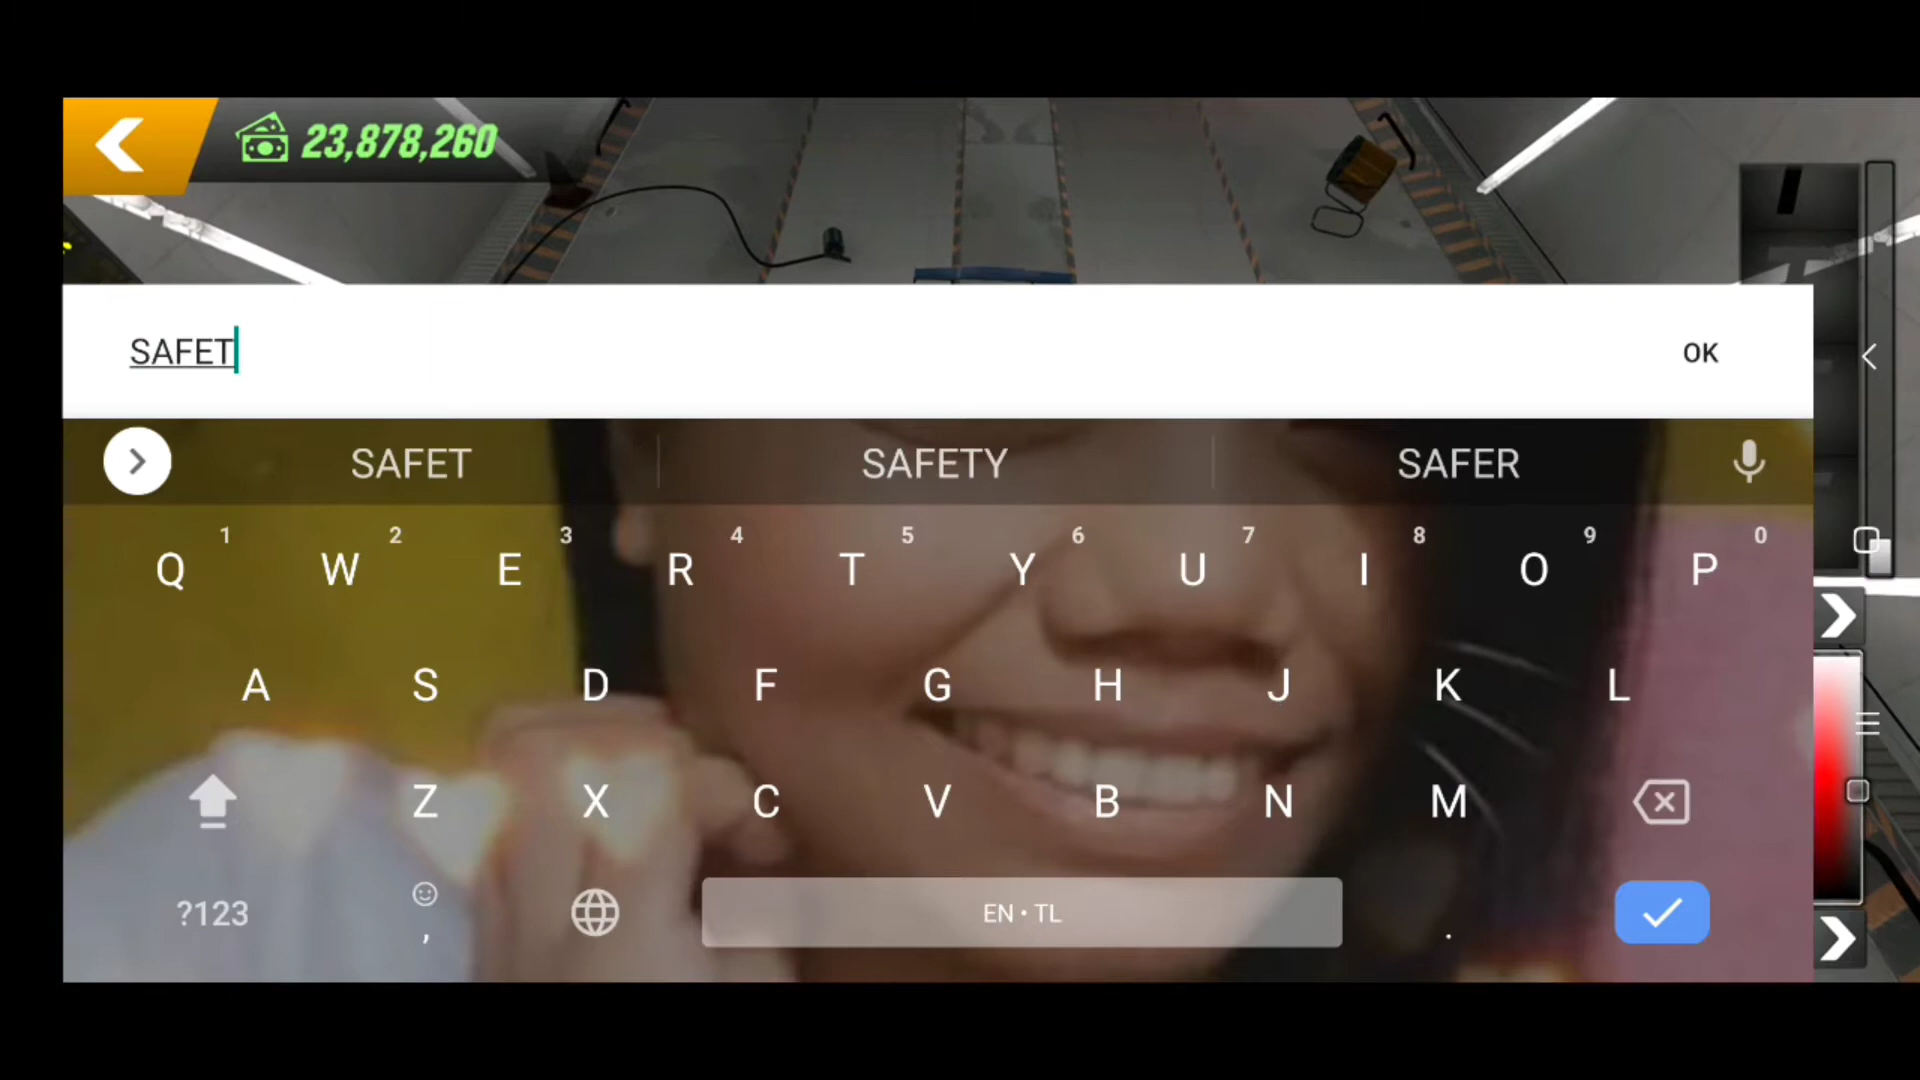 23,878,260
SAFET
OK
SAFET SAFETY SAFER
1 2 3 4 5 6 7 8 9 0
Q W E R T Y U I O P
A S D F G H J K L
Z X C V B N M
?123 , EN • TL .